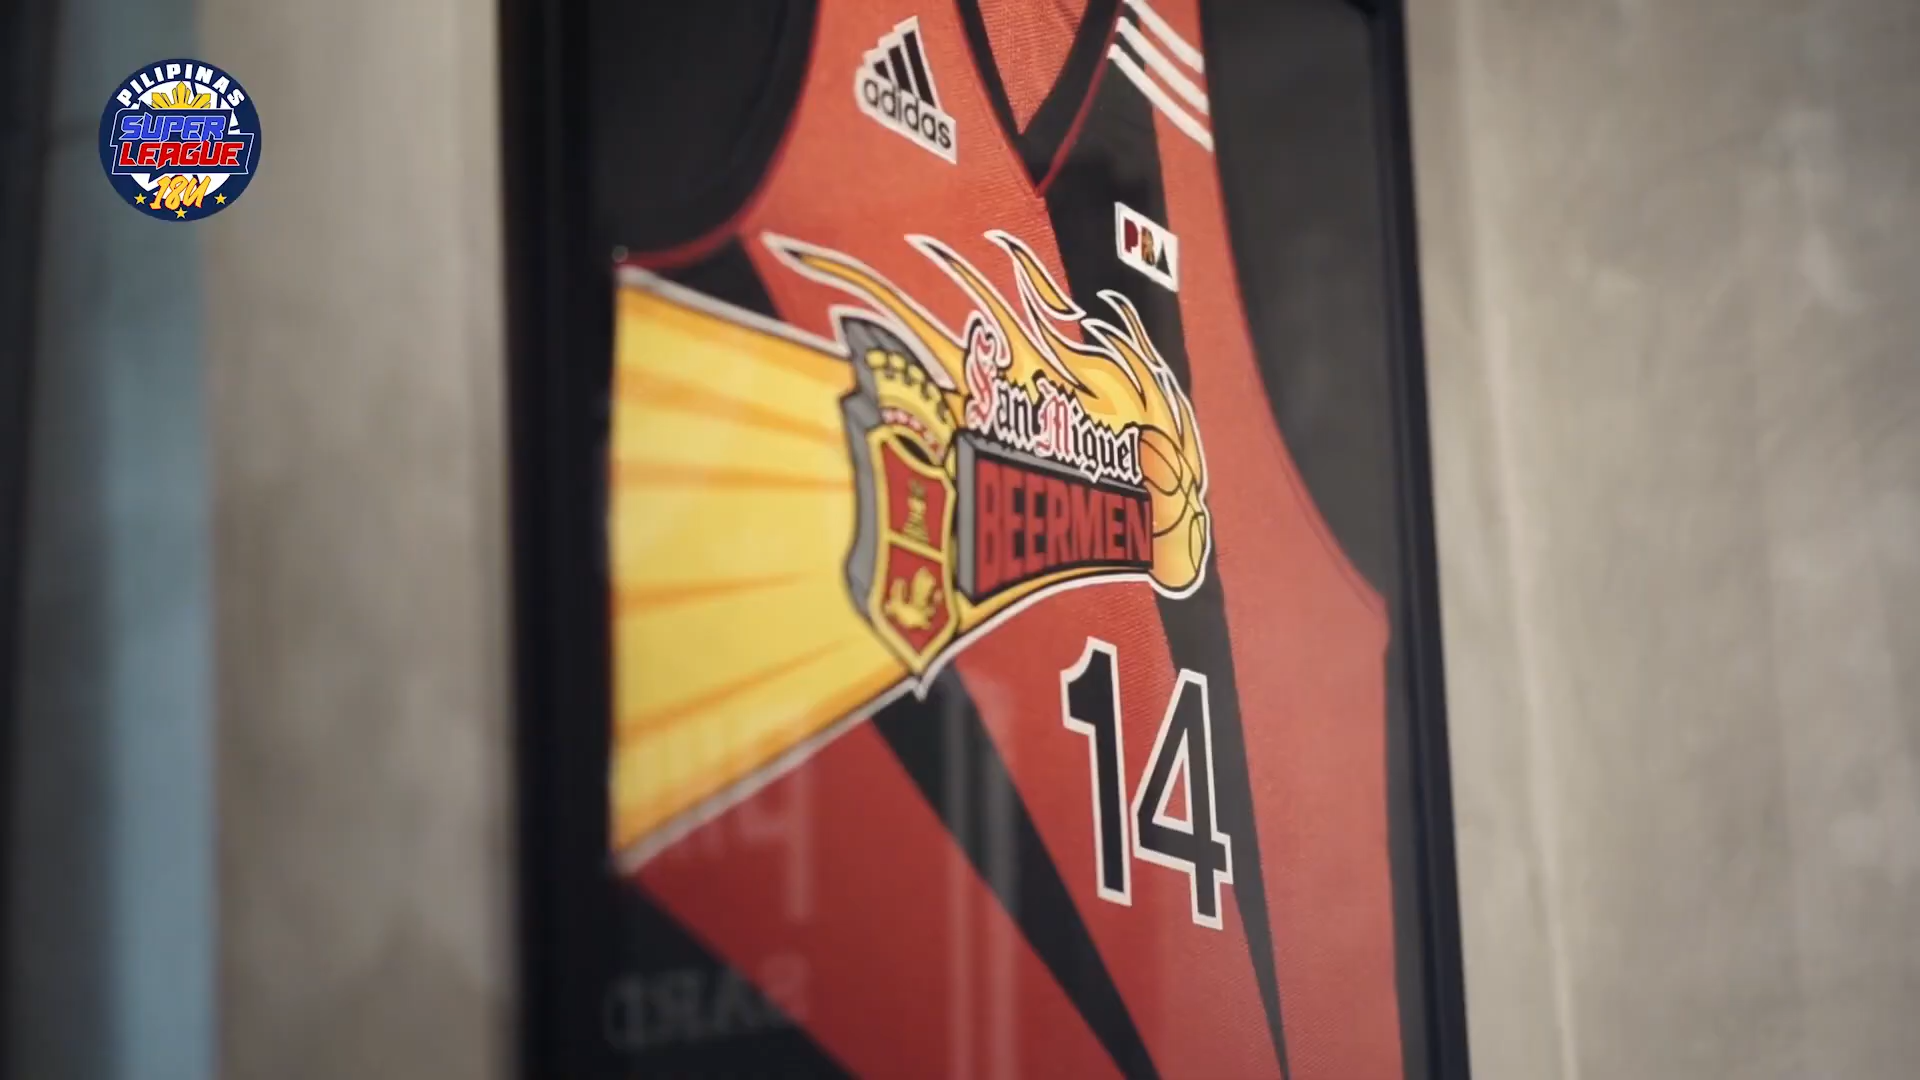 PILIPINAS
SUPER
LEAGUE
18U
adidas
PBA
San Miguel
BEERMEN
14